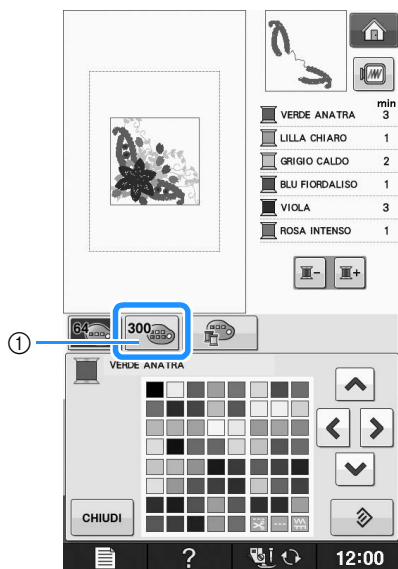 min
VERDE ANATRA 3
LILLA CHIARO 1
GRIGIO CALDO 2
BLU FIORDALISO 1
VIOLA 3
ROSA INTENSO 1
- +
64 300
1
VERDE ANATRA
CHIUDI
? 12:00